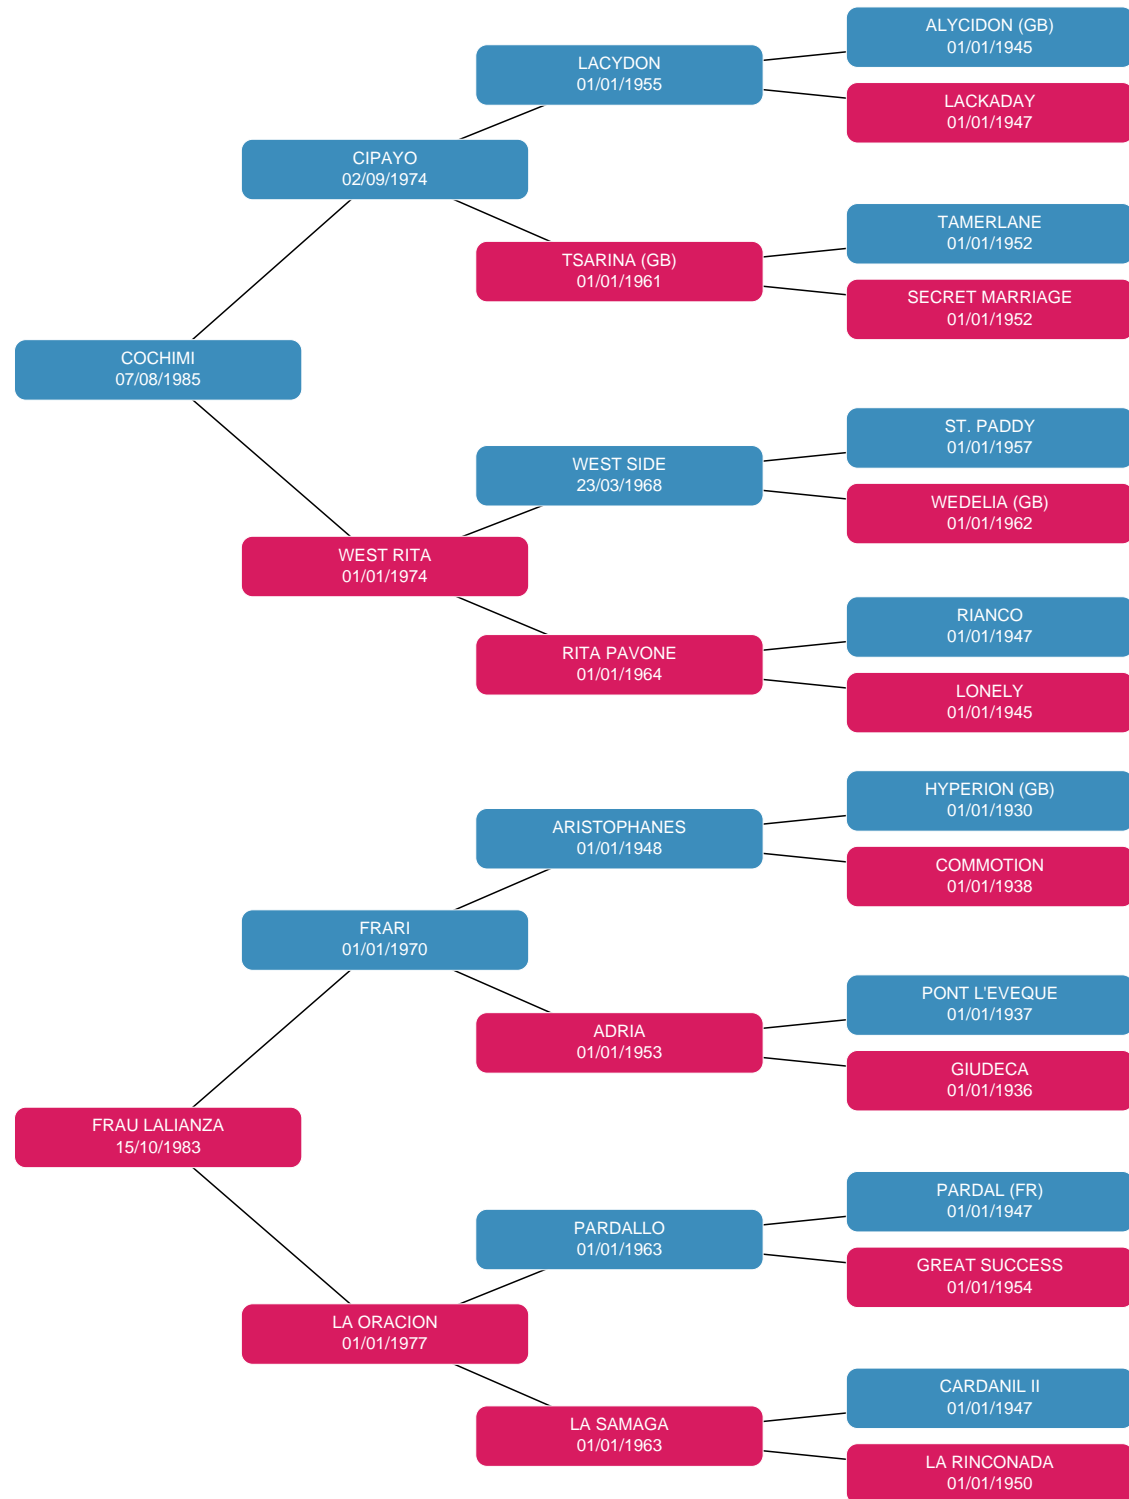 ALYCIDON (GB)
01/01/1945
LACYDON
01/01/1955
LACKADAY
01/01/1947
CIPAYO
02/09/1974
TAMERLANE
01/01/1952
TSARINA (GB)
01/01/1961
SECRET MARRIAGE
01/01/1952
COCHIMI
07/08/1985
ST. PADDY
01/01/1957
WEST SIDE
23/03/1968
WEDELIA (GB)
01/01/1962
WEST RITA
01/01/1974
RIANCO
01/01/1947
RITA PAVONE
01/01/1964
LONELY
01/01/1945
HYPERION (GB)
01/01/1930
ARISTOPHANES
01/01/1948
COMMOTION
01/01/1938
FRARI
01/01/1970
PONT L'EVEQUE
01/01/1937
ADRIA
01/01/1953
GIUDECA
01/01/1936
FRAU LALIANZA
15/10/1983
PARDAL (FR)
01/01/1947
PARDALLO
01/01/1963
GREAT SUCCESS
01/01/1954
LA ORACION
01/01/1977
CARDANIL II
01/01/1947
LA SAMAGA
01/01/1963
LA RINCONADA
01/01/1950